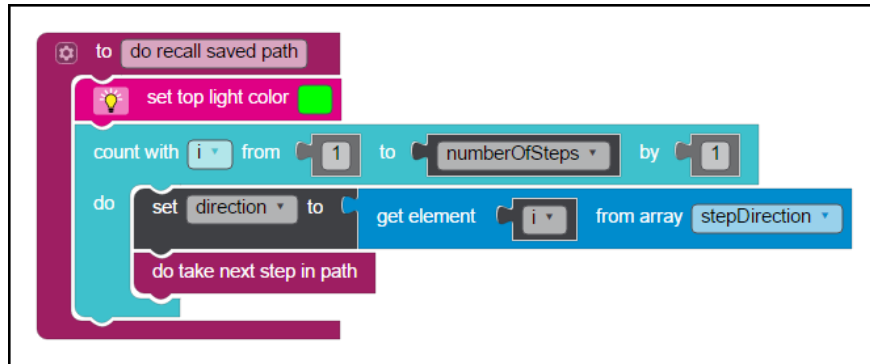 to do recall saved path
set top light color
count with i from 1 to numberOfSteps by 1
do set direction to get element i from array stepDirection
do take next step in path